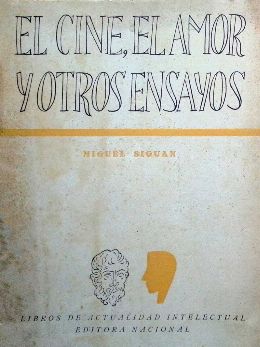 EL CINE, EL AMOR
Y OTROS ENSAYOS
MIGUEL SIGUAN
LIBROS DE ACTUALIDAD INTELECTUAL
EDITORA NACIONAL